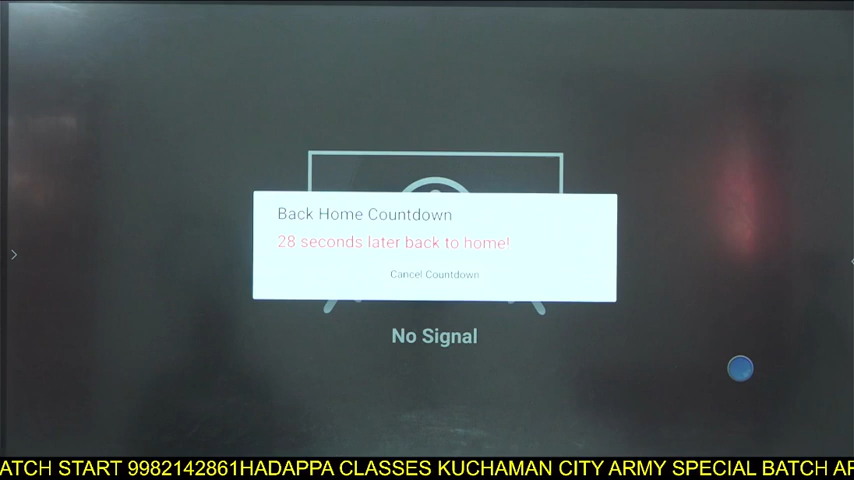 Back Home Countdown
28 seconds later back to home!
Cancel Countdown
No Signal
ATCH START 9982142861HADAPPA CLASSES KUCHAMAN CITY ARMY SPECIAL BATCH AF